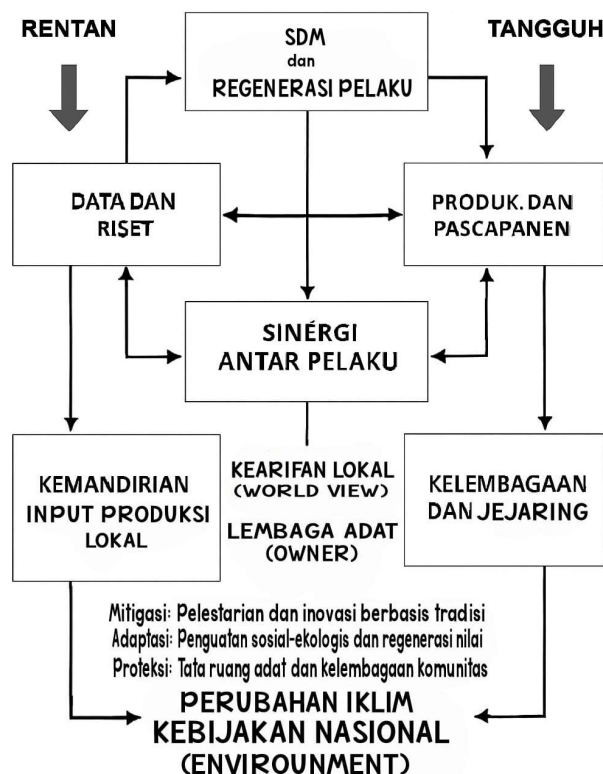 RENTAN
SDM
dan
REGENERASI PELAKU
TANGGUH
DATA DAN
RISET
PRODUK. DAN
PASCAPANEN
SINÉRGI
ANTAR PELAKU
KEMANDIRIAN
INPUT PRODUKSI
LOKAL
KEARIFAN LOKAL
(WORLD VIEW)
LEMBAGA ADAT
(OWNER)
KELEMBAGAAN
DAN JEJARING
Mitigasi: Pelestarian dan inovasi berbasis tradisi
Adaptasi: Penguatan sosial-ekologis dan regenerasi nilai
Proteksi: Tata ruang adat dan kelembagaan komunitas
PERUBAHAN IKLIM
KEBIJAKAN NASIONAL
(ENVIROUNMENT)